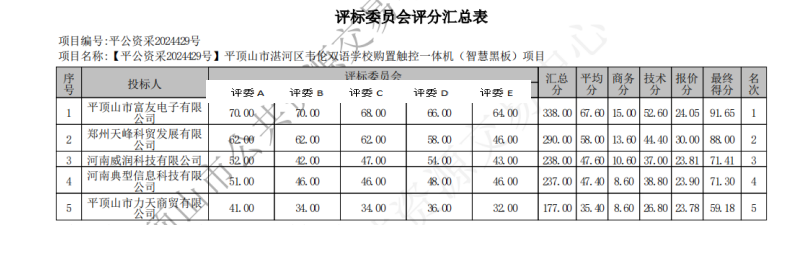 评标委员会评分汇总表
项目编号:平公资采2024429号
项目名称:【平公资采2024429号】平顶山市湛河区韦伦双语学校购置触控一体机（智慧黑板）项目
序号 投标人 评标委员会 汇总分 平均分 商务分 技术分 报价分 最终得分 名次
评委A 评委B 评委C 评委D 评委E
1 平顶山市富友电子有限公司 70.00 70.00 68.00 66.00 64.00 338.00 67.60 15.00 52.60 24.05 91.65 1
2 郑州天峰科贸发展有限公司 62.00 62.00 62.00 58.00 46.00 290.00 58.00 13.60 44.40 30.00 88.00 2
3 河南威润科技有限公司 52.00 42.00 47.00 54.00 43.00 238.00 47.60 10.60 37.00 23.81 71.41 3
4 河南典型信息科技有限公司 51.00 46.00 46.00 48.00 46.00 237.00 47.40 8.60 38.80 23.90 71.30 4
5 平顶山市力天商贸有限公司 41.00 34.00 34.00 36.00 32.00 177.00 35.40 8.60 26.80 23.78 59.18 5